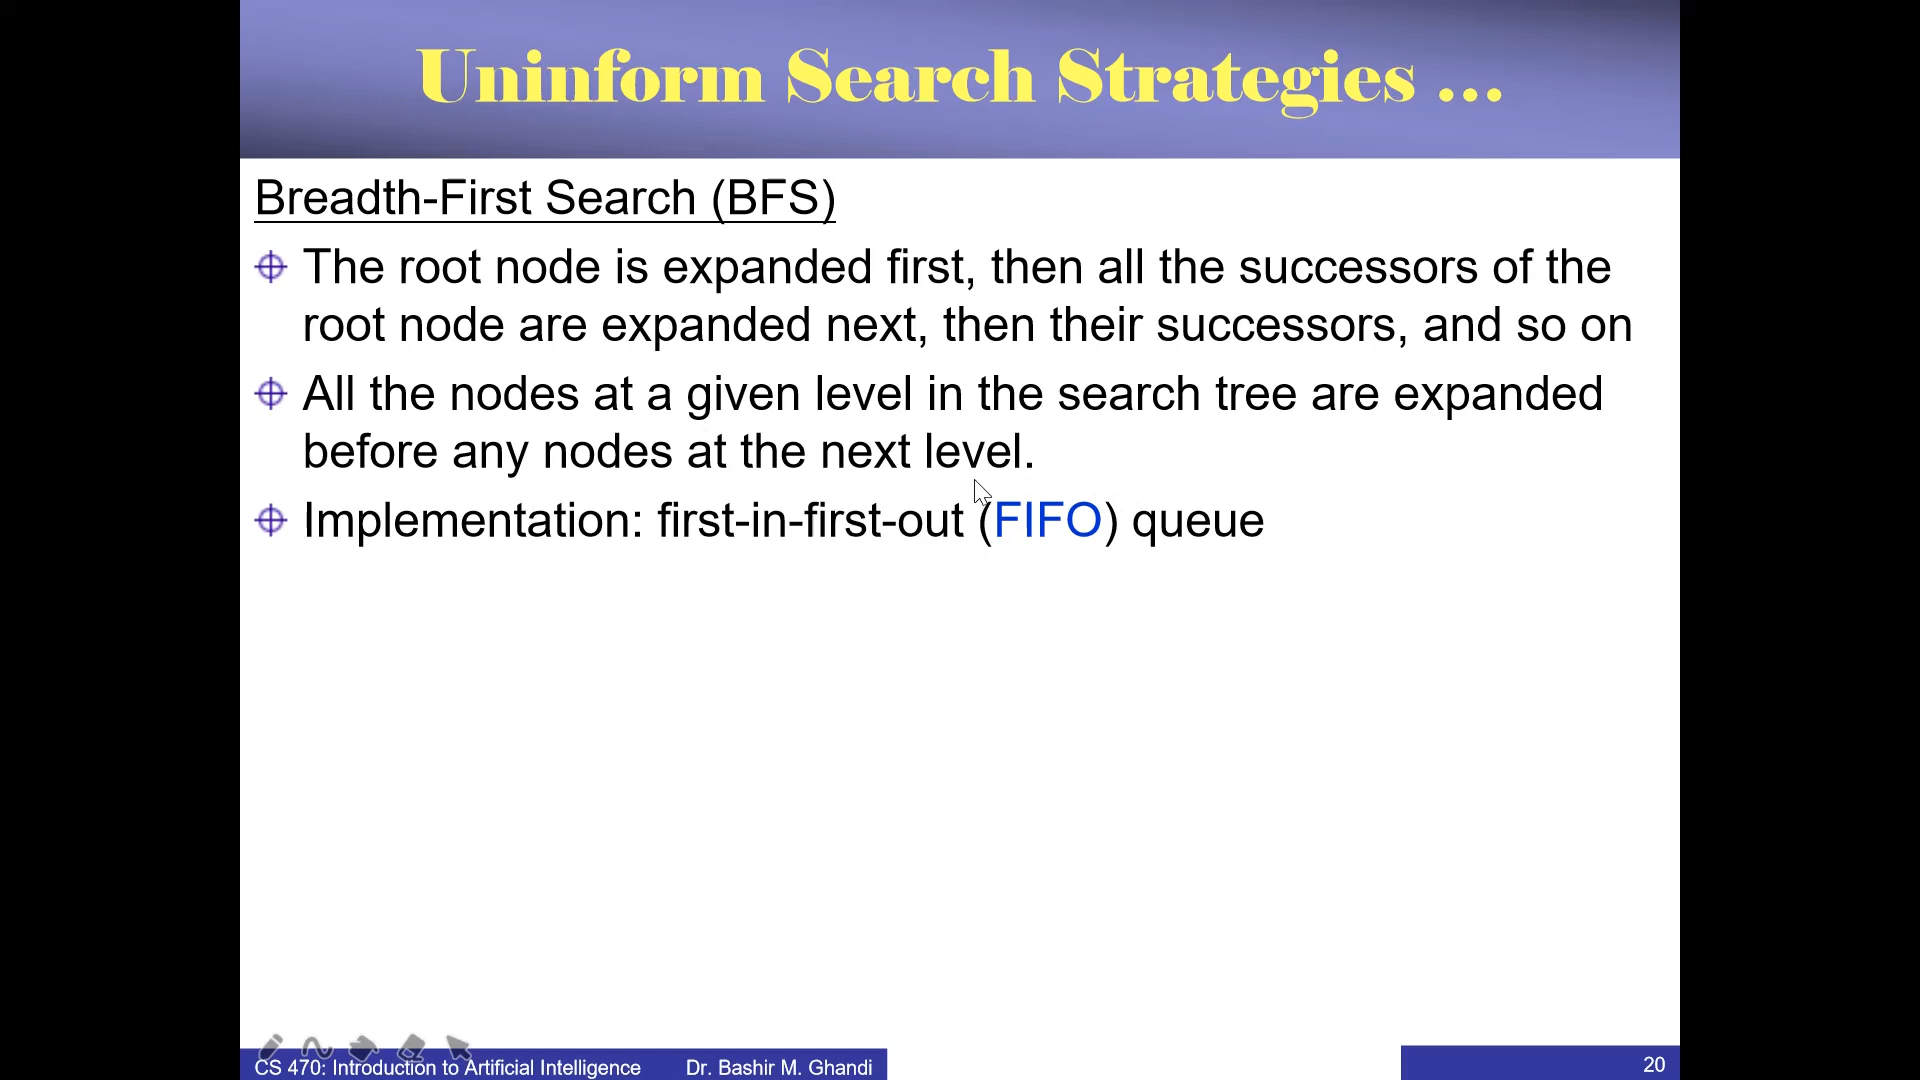 Uninform Search Strategies ...
Breadth-First Search (BFS)
The root node is expanded first, then all the successors of the
root node are expanded next, then their successors, and so on
All the nodes at a given level in the search tree are expanded
before any nodes at the next level.
Implementation: first-in-first-out (FIFO) queue
CS 470: Introduction to Artificial Intelligence Dr. Bashir M. Ghandi
20